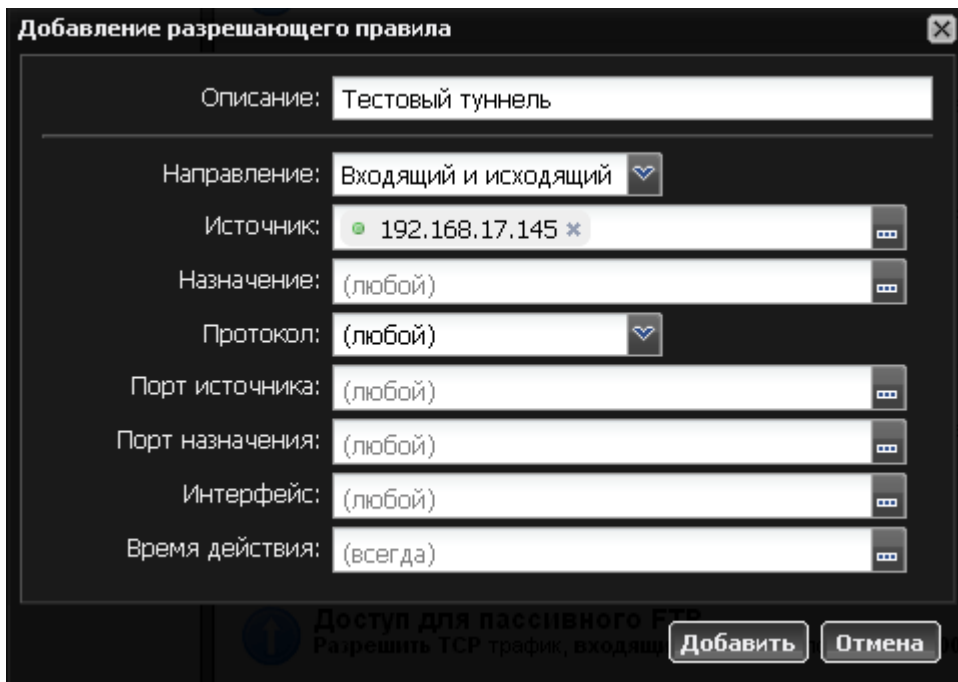 Добавление разрешающего правила
Описание: Тестовый туннель
Направление: Входящий и исходящий
Источник: 192.168.17.145
Назначение: (любой)
Протокол: (любой)
Порт источника: (любой)
Порт назначения: (любой)
Интерфейс: (любой)
Время действия: (всегда)
Доступ для пассивного FTP
Разрешить TCP трафик, входящи
Добавить Отмена